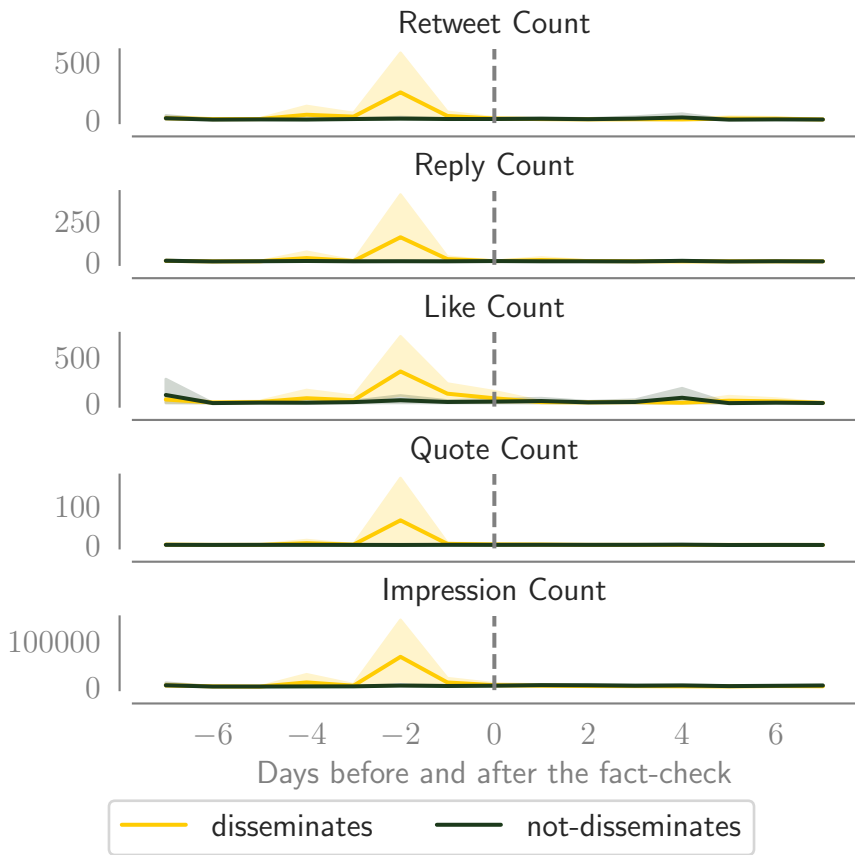 Retweet Count
500
0
Reply Count
250
0
Like Count
500
0
Quote Count
100
0
Impression Count
100000
0
−6 −4 −2 0 2 4 6
Days before and after the fact-check
disseminates not-disseminates